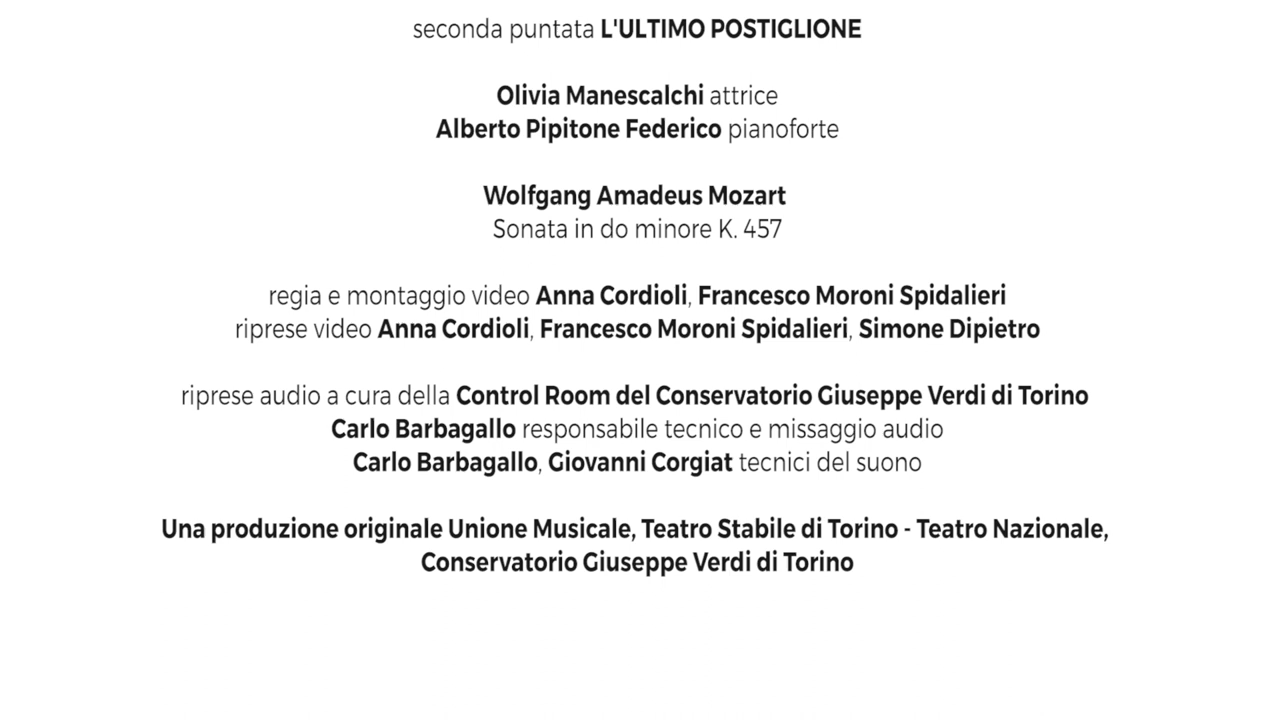 seconda puntata L'ULTIMO POSTIGLIONE
Olivia Manescalchi attrice
Alberto Pipitone Federico pianoforte
Wolfgang Amadeus Mozart
Sonata in do minore K. 457
regia e montaggio video Anna Cordioli, Francesco Moroni Spidalieri
riprese video Anna Cordioli, Francesco Moroni Spidalieri, Simone Dipietro
riprese audio a cura della Control Room del Conservatorio Giuseppe Verdi di Torino
Carlo Barbagallo responsabile tecnico e missaggio audio
Carlo Barbagallo, Giovanni Corgiat tecnici del suono
Una produzione originale Unione Musicale, Teatro Stabile di Torino - Teatro Nazionale,
Conservatorio Giuseppe Verdi di Torino